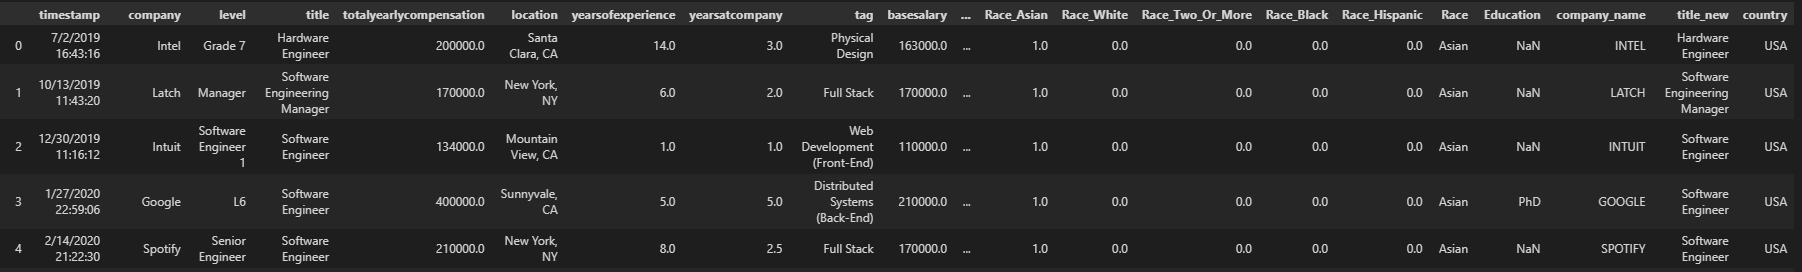 timestamp company level title totalyearlycompensation location yearsofexperience yearsatcompany tag basesalary ... Race_Asian Race_White Race_Two_Or_More Race_Black Race_Hispanic Race Education company_name title_new country
0 7/2/2019 16:43:16 Intel Grade 7 Hardware Engineer 200000.0 Santa Clara, CA 14.0 3.0 Physical Design 163000.0 ... 1.0 0.0 0.0 0.0 0.0 Asian NaN INTEL Hardware Engineer USA
1 10/13/2019 11:43:20 Latch Manager Software Engineering Manager 170000.0 New York, NY 6.0 2.0 Full Stack 170000.0 ... 1.0 0.0 0.0 0.0 0.0 Asian NaN LATCH Software Engineering Manager USA
2 12/30/2019 11:16:12 Intuit Software Engineer 1 Software Engineer 134000.0 Mountain View, CA 1.0 1.0 Web Development (Front-End) 110000.0 ... 1.0 0.0 0.0 0.0 0.0 Asian NaN INTUIT Software Engineer USA
3 1/27/2020 22:59:06 Google L6 Software Engineer 400000.0 Sunnyvale, CA 5.0 5.0 Distributed Systems (Back-End) 210000.0 ... 1.0 0.0 0.0 0.0 0.0 Asian PhD GOOGLE Software Engineer USA
4 2/14/2020 21:22:30 Spotify Senior Engineer Software Engineer 210000.0 New York, NY 8.0 2.5 Full Stack 170000.0 ... 1.0 0.0 0.0 0.0 0.0 Asian NaN SPOTIFY Software Engineer USA